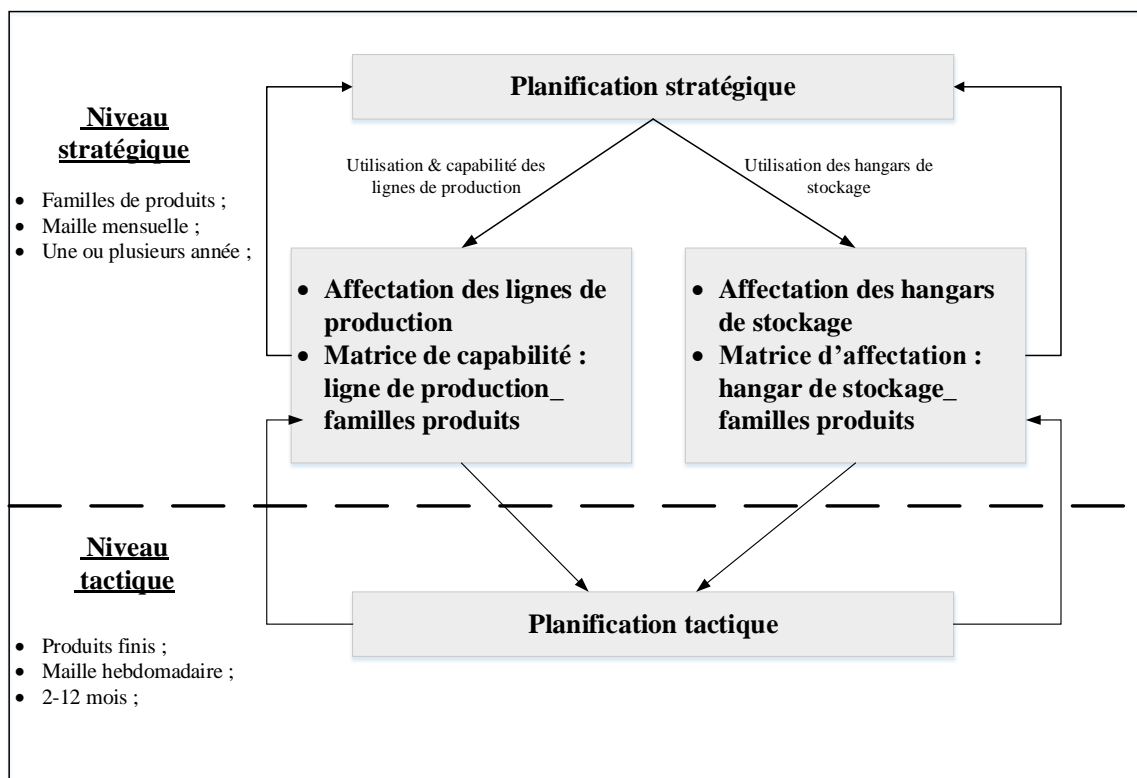 Planification stratégique
Niveau
stratégique
• Familles de produits ;
• Maille mensuelle ;
• Une ou plusieurs année ;
Utilisation & capabilité des
lignes de production
Utilisation des hangars de
stockage
• Affectation des lignes de
production
• Matrice de capabilité :
ligne de production_
familles produits
• Affectation des hangars
de stockage
• Matrice d’affectation :
hangar de stockage_
familles produits
Niveau
tactique
• Produits finis ;
• Maille hebdomadaire ;
• 2-12 mois ;
Planification tactique